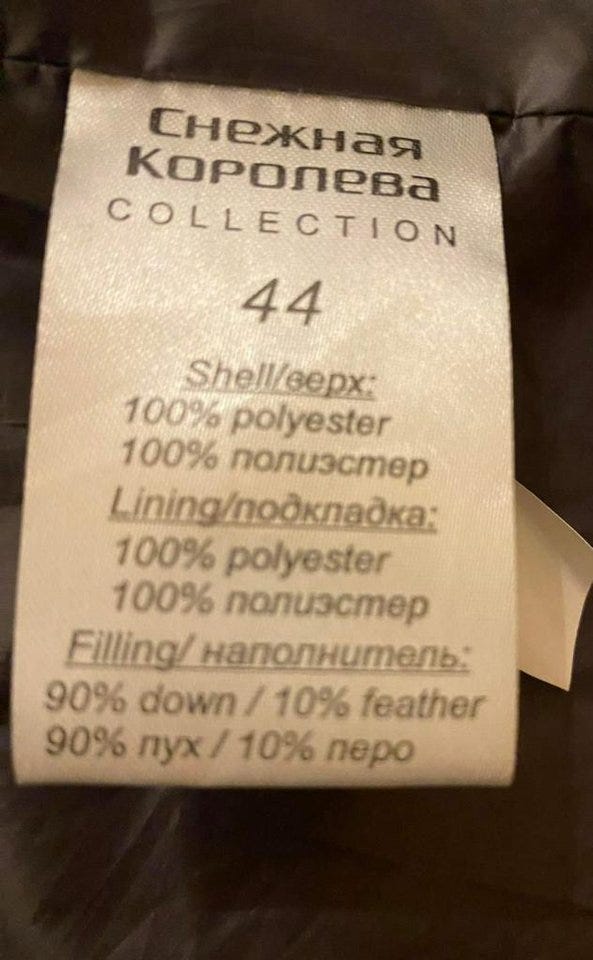 Снежная
Королева
COLLECTION
44
Shell/верх:
100% polyester
100% полиэстер
Lining/подкладка:
100% polyester
100% полиэстер
Filling/ наполнитель:
90% down / 10% feather
90% пух / 10% перо